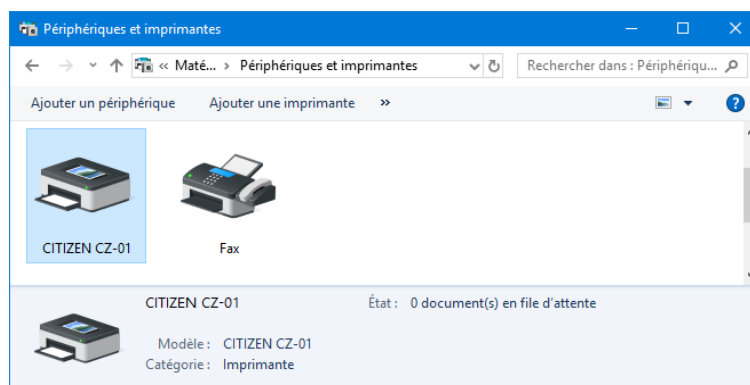 Périphériques et imprimantes
« Maté... > Périphériques et imprimantes
Rechercher dans : Périphériqu...
Ajouter un périphérique Ajouter une imprimante »
CITIZEN CZ-01 Fax
CITIZEN CZ-01 État : 0 document(s) en file d'attente
Modèle : CITIZEN CZ-01
Catégorie : Imprimante